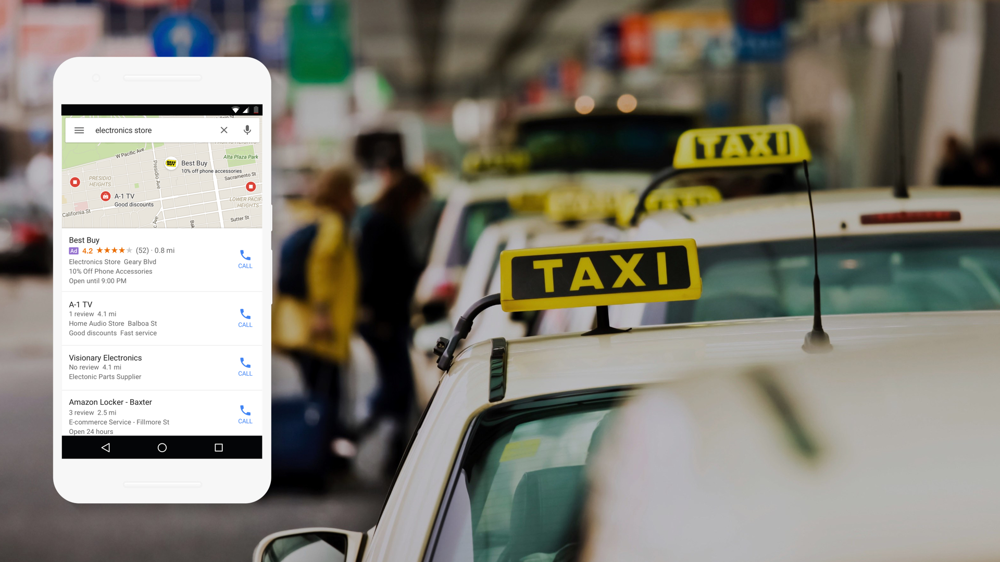 electronics store
W Pacific Ave
Alta Plaza Park
BEST BUY
Best Buy
10% off phone accessories
Presidio Ave
Sacramento St
PRESIDIO
HEIGHTS
A-1 TV
Good discounts
LOWER PACIF
HEIGHTS
California St
Sutter St
c Ave
Bak
Best Buy
Ad 4.2 (52) · 0.8 mi
Electronics Store Geary Blvd
10% Off Phone Accessories
Open until 9:00 PM
CALL
A-1 TV
1 review 4.1 mi
Home Audio Store Balboa St
Good discounts Fast service
CALL
Visionary Electronics
No review 4.1 mi
Electonic Parts Supplier
CALL
Amazon Locker - Baxter
3 review 2.5 mi
E-commerce Service - Fillmore St
Open 24 hours
CALL
TAXI
TAXI